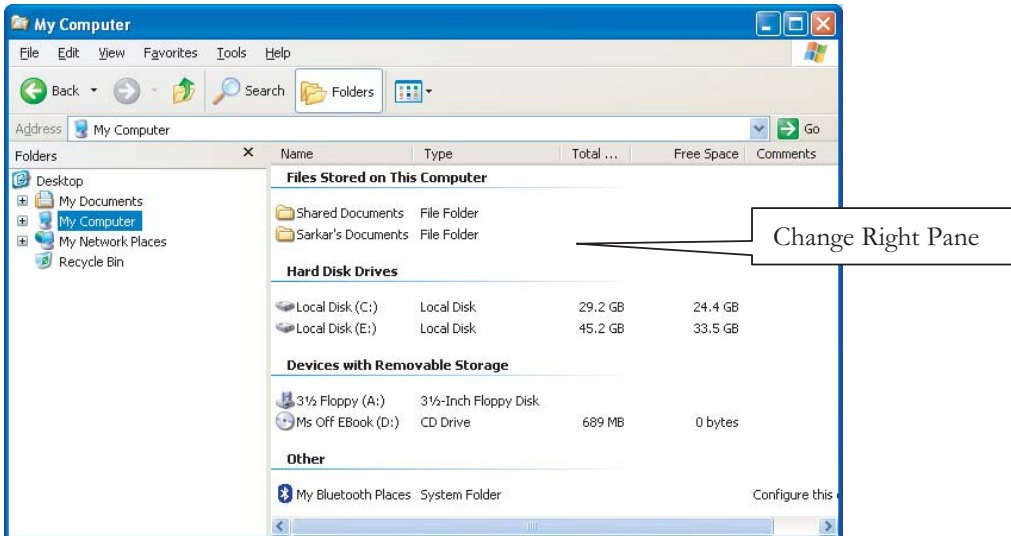 My Computer
File Edit View Favorites Tools Help
Back Search Folders
Address My Computer Go
Folders X Name Type Total ... Free Space Comments
Desktop
My Documents
My Computer
My Network Places
Recycle Bin
Files Stored on This Computer
Shared Documents File Folder
Sarkar's Documents File Folder
Hard Disk Drives
Local Disk (C:) Local Disk 29.2 GB 24.4 GB
Local Disk (E:) Local Disk 45.2 GB 33.5 GB
Devices with Removable Storage
3½ Floppy (A:) 3½-Inch Floppy Disk
Ms Off EBook (D:) CD Drive 689 MB 0 bytes
Other
My Bluetooth Places System Folder Configure this
Change Right Pane